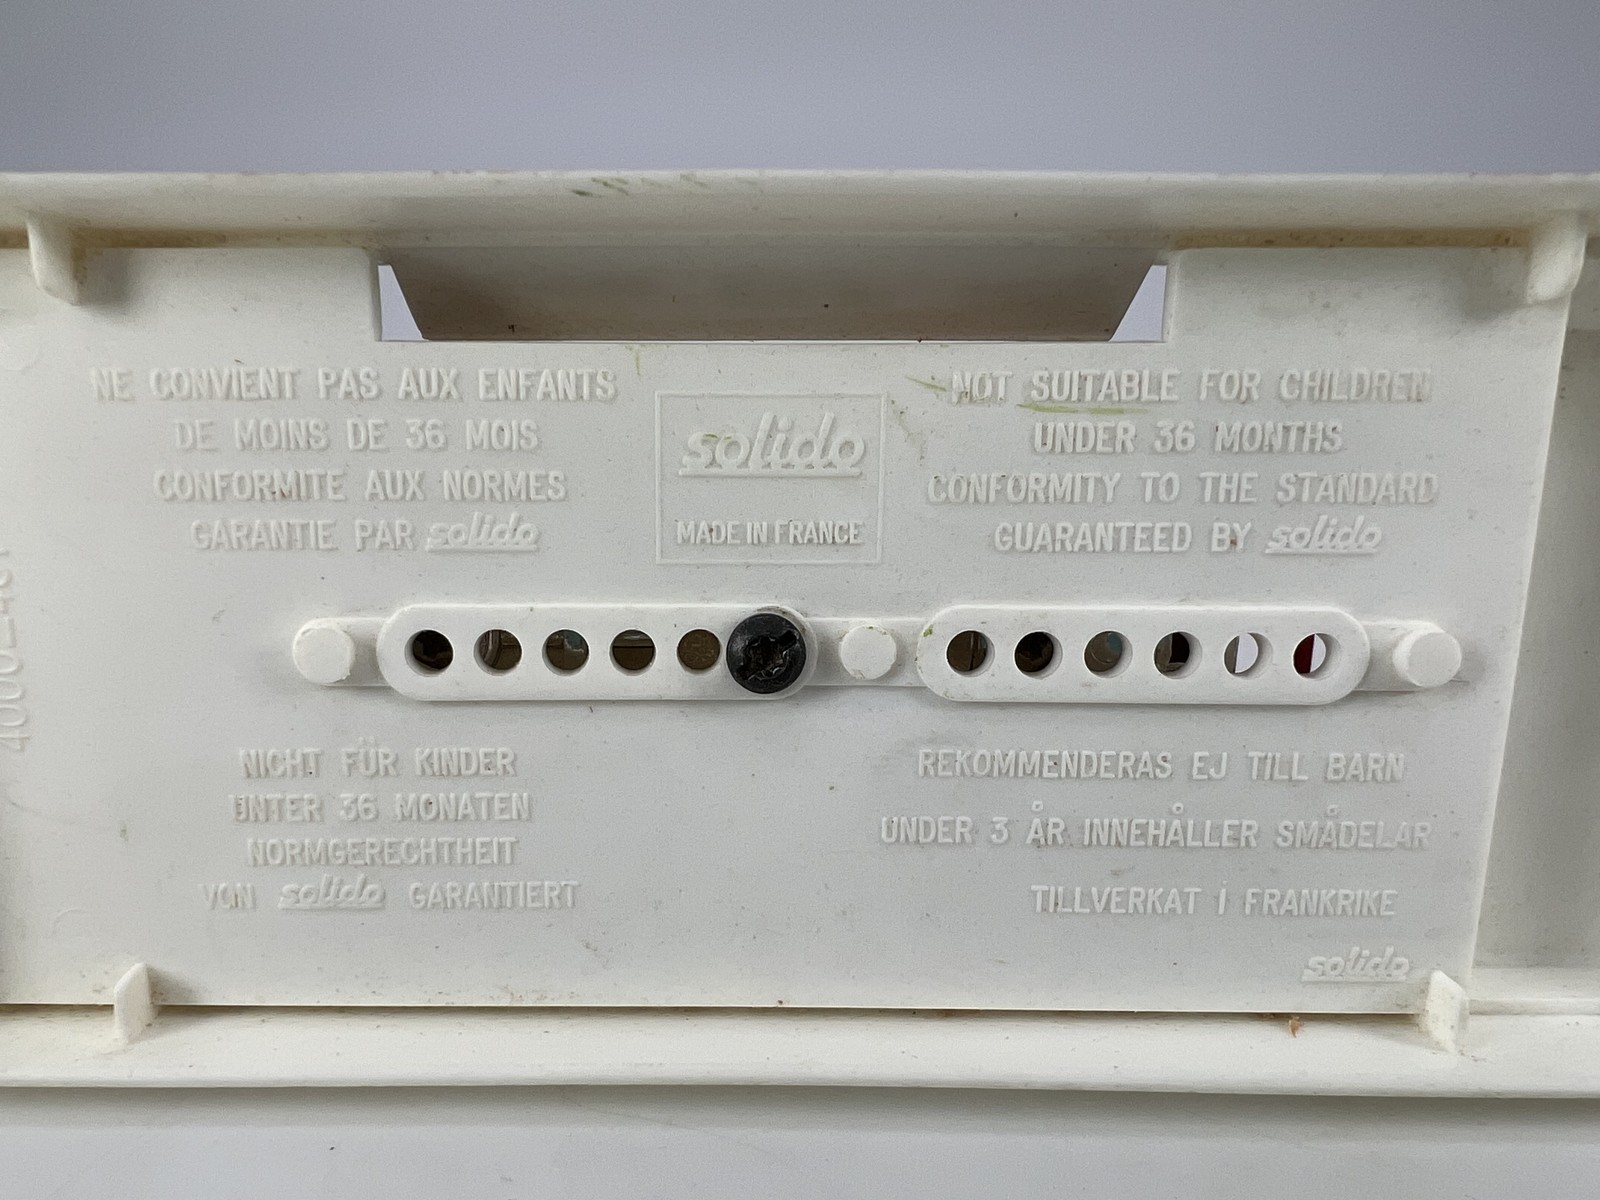 NE CONVIENT PAS AUX ENFANTS
DE MOINS DE 36 MOIS
CONFORMITE AUX NORMES
GARANTIE PAR solido
solido
MADE IN FRANCE
NOT SUITABLE FOR CHILDREN
UNDER 36 MONTHS
CONFORMITY TO THE STANDARD
GUARANTEED BY solido
NICHT FÜR KINDER
UNTER 36 MONATEN
NORMGERECHTHEIT
VON solido GARANTIERT
REKOMMENDERAS EJ TILL BARN
UNDER 3 ÅR INNEHÅLLER SMÅDELAR
TILLVERKAT I FRANKRIKE
solido